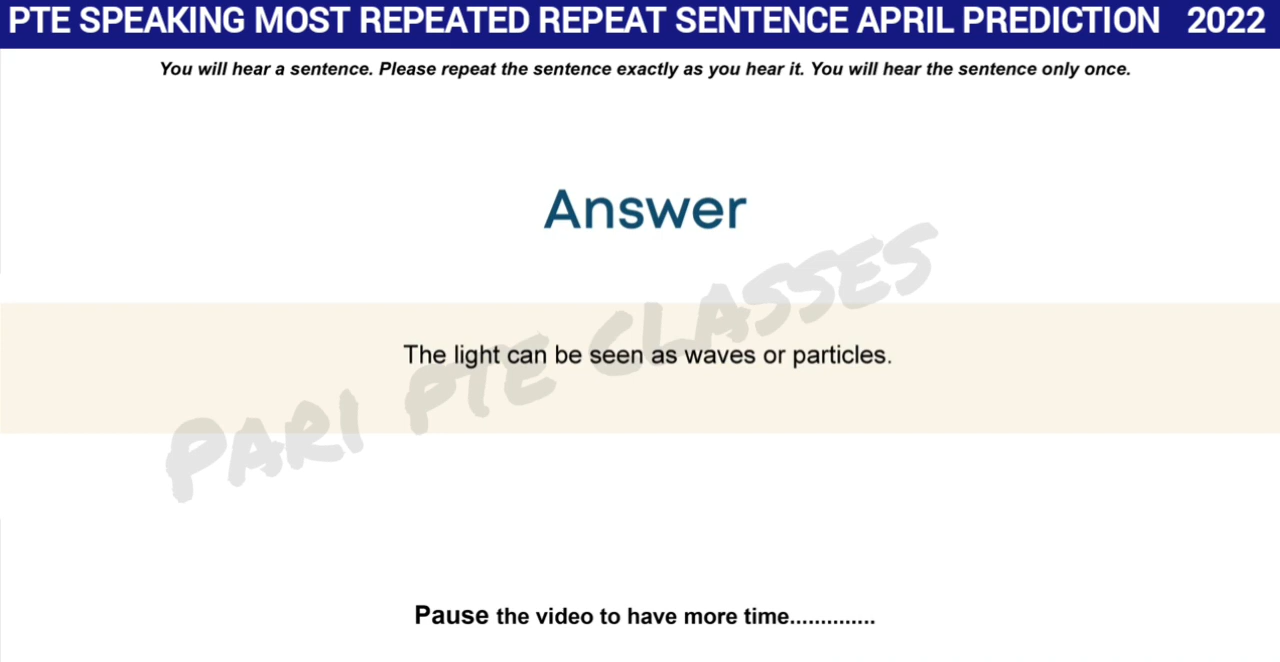 PTE SPEAKING MOST REPEATED REPEAT SENTENCE APRIL PREDICTION 2022
You will hear a sentence. Please repeat the sentence exactly as you hear it. You will hear the sentence only once.
Answer
The light can be seen as waves or particles.
PARI PTE CLASSES
Pause the video to have more time..............